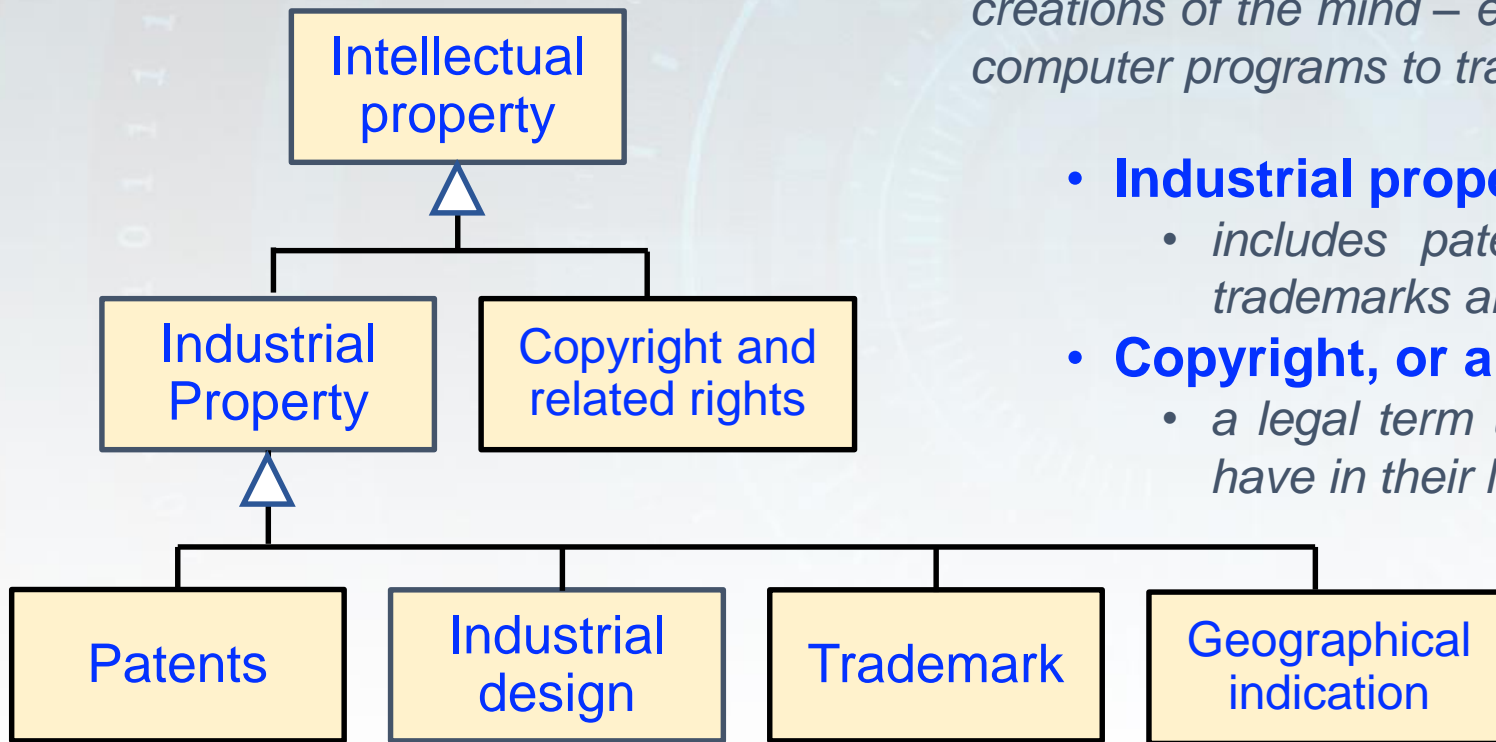 Intellectual
property
Industrial
Property
Copyright and
related rights
Patents
Industrial
design
Trademark
Geographical
indication
creations of the mind –
computer programs to
• Industrial
• includes
trademarks
• Copyright, or
• a legal term
have in their